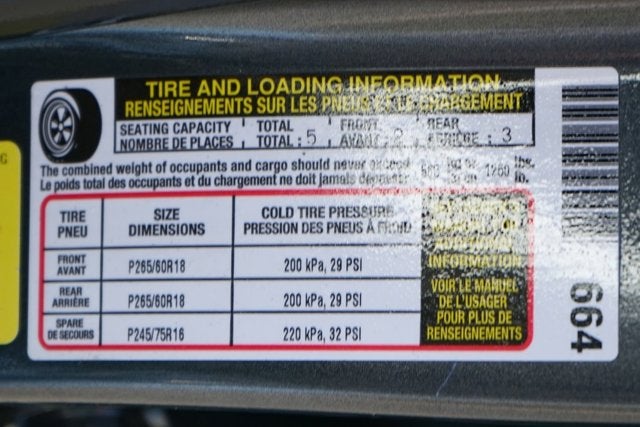 TIRE AND LOADING INFORMATION
RENSEIGNEMENTS SUR LES PNEUS ET LE CHARGEMENT
SEATING CAPACITY TOTAL FRONT REAR
NOMBRE DE PLACES TOTAL : 5 AVANT : 2 : 3
The combined weight of occupants and cargo should never exceed kg or 1260 lbs.
Le poids total des occupants et du chargement ne doit jamais lb.
TIRE
PNEU
SIZE
DIMENSIONS
COLD TIRE PRESSURE
PRESSION DES PNEUS À FROID
ADDITIONAL
INFORMATION
FRONT
AVANT
P265/60R18
200 kPa, 29 PSI
REAR
ARRIÈRE
P265/60R18
200 kPa, 29 PSI
SPARE
DE SECOURS
P245/75R16
220 kPa, 32 PSI
VOIR LE MANUEL
DE L'USAGER
POUR PLUS DE
RENSEIGNEMENTS
664
G